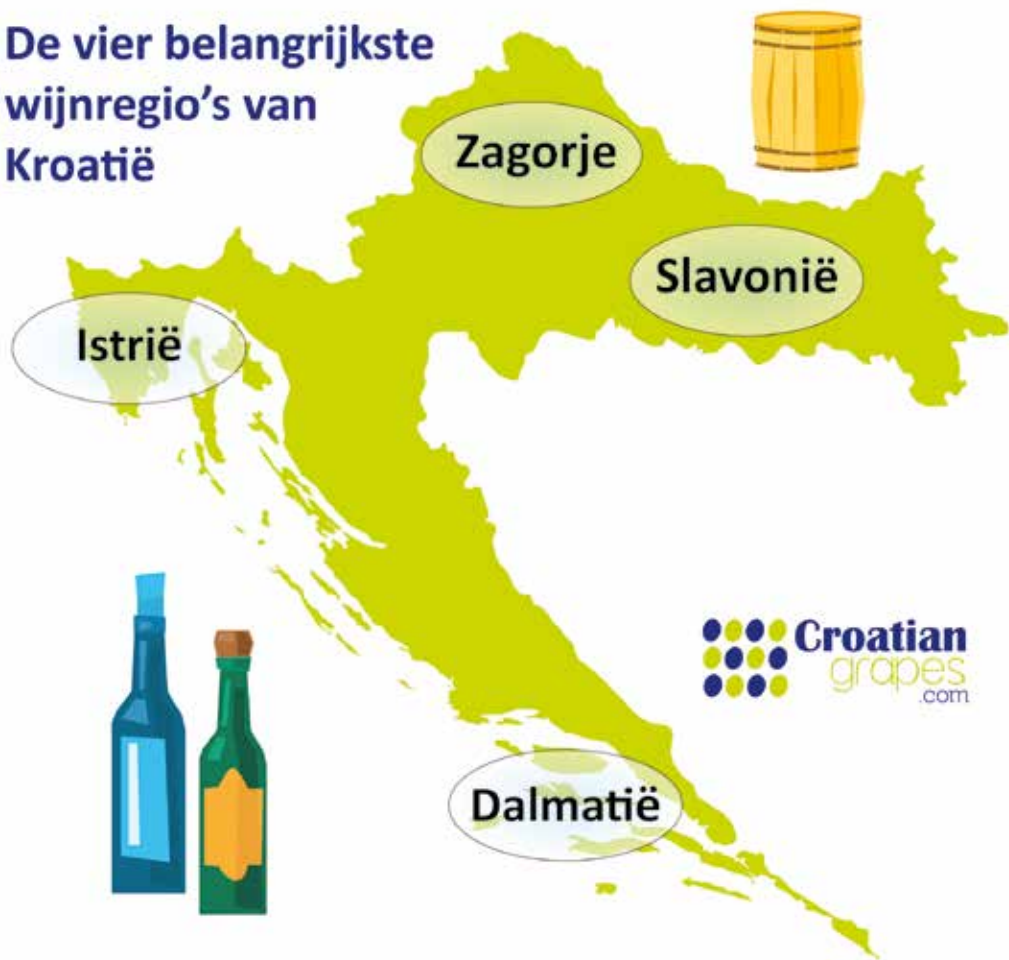 De vier belangrijkste
wijnregio's van
Kroatië
Zagorje
Slavonië
Istrië
Croatian
grapes
.com
Dalmatië